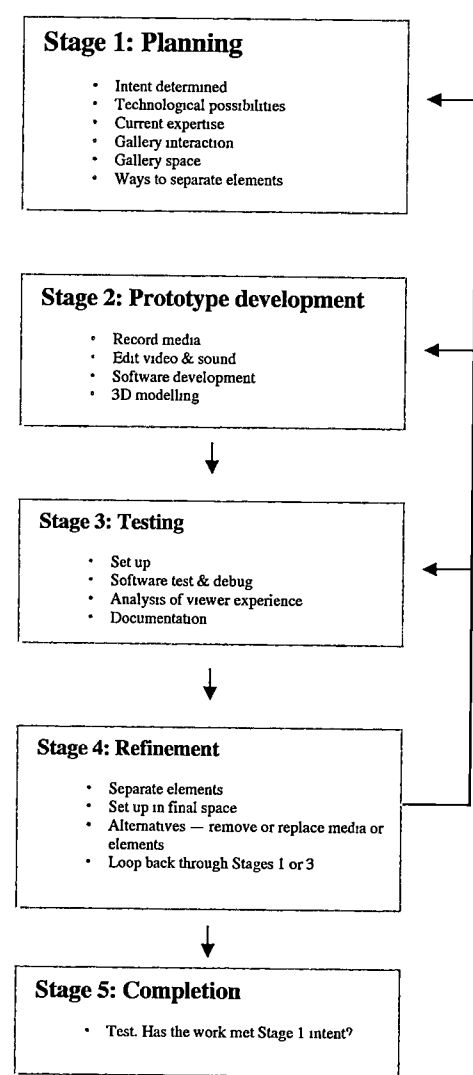 Stage 1: Planning
• Intent determined
• Technological possibilities
• Current expertise
• Gallery interaction
• Gallery space
• Ways to separate elements
Stage 2: Prototype development
• Record media
• Edit video & sound
• Software development
• 3D modelling
Stage 3: Testing
• Set up
• Software test & debug
• Analysis of viewer experience
• Documentation
Stage 4: Refinement
• Separate elements
• Set up in final space
• Alternatives — remove or replace media or
elements
• Loop back through Stages 1 or 3
Stage 5: Completion
• Test. Has the work met Stage 1 intent?